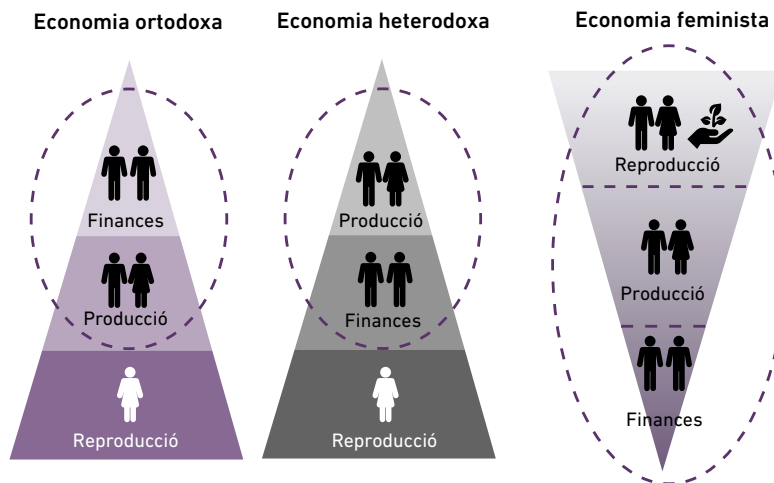 Economia ortodoxa
Finances
Producció
Reproducció
Economia heterodoxa
Producció
Finances
Reproducció
Economia feminista
Reproducció
Producció
Finances